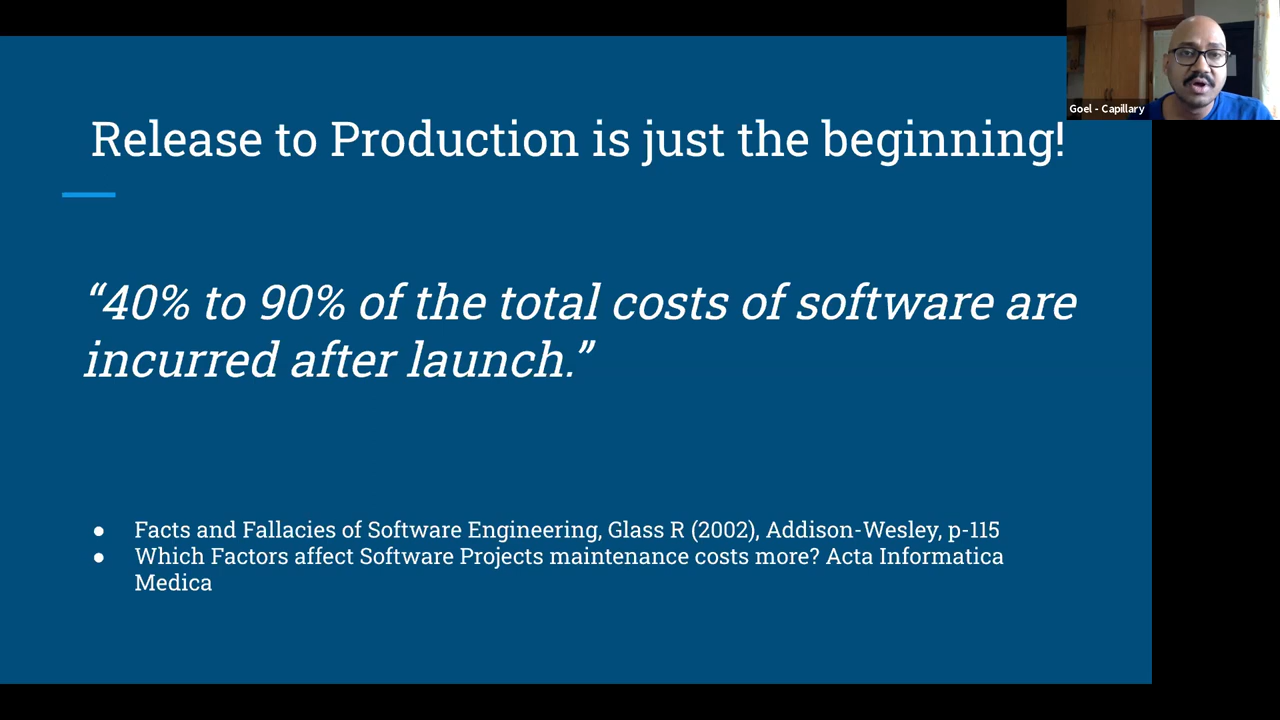 Goel - Capillary
Release to Production is just the beginning!
“40% to 90% of the total costs of software are
incurred after launch.”
● Facts and Fallacies of Software Engineering, Glass R (2002), Addison-Wesley, p-115
● Which Factors affect Software Projects maintenance costs more? Acta Informatica
Medica